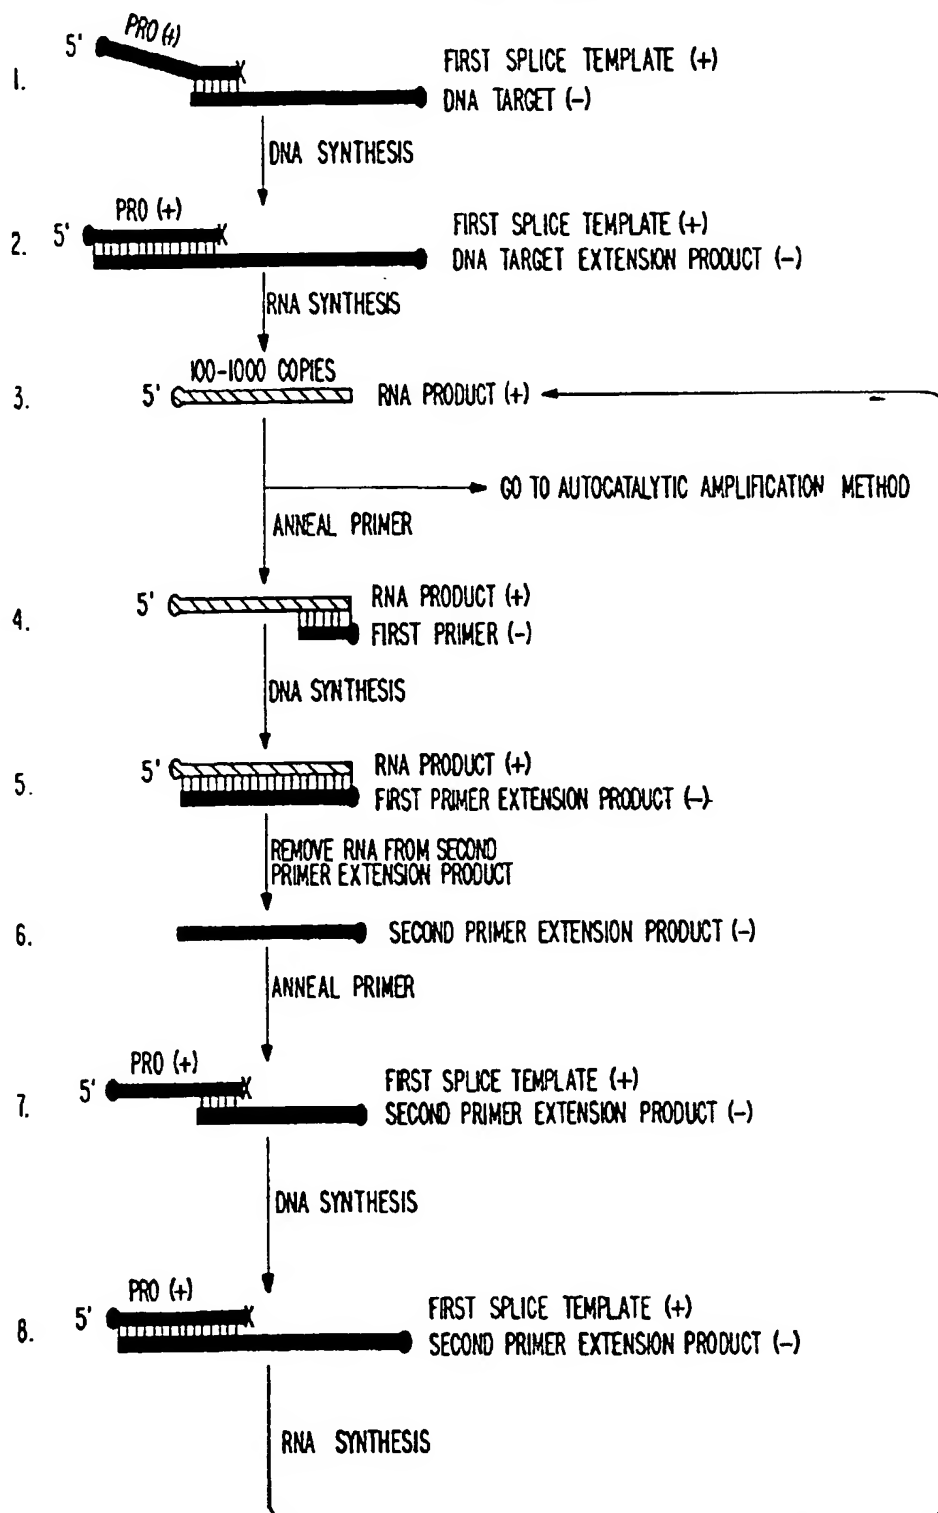 PRO (+)
5'
1.
FIRST SPLICE TEMPLATE (+)
DNA TARGET (-)
DNA SYNTHESIS
PRO (+)
5'
2.
FIRST SPLICE TEMPLATE (+)
DNA TARGET EXTENSION PRODUCT (-)
RNA SYNTHESIS
100-1000 COPIES
3.
5'
RNA PRODUCT (+)
GO TO AUTOCATALYTIC AMPLIFICATION METHOD
ANNEAL PRIMER
4.
5'
RNA PRODUCT (+)
FIRST PRIMER (-)
DNA SYNTHESIS
5.
5'
RNA PRODUCT (+)
FIRST PRIMER EXTENSION PRODUCT (-)
REMOVE RNA FROM SECOND
PRIMER EXTENSION PRODUCT
6.
SECOND PRIMER EXTENSION PRODUCT (-)
ANNEAL PRIMER
PRO (+)
7.
5'
FIRST SPLICE TEMPLATE (+)
SECOND PRIMER EXTENSION PRODUCT (-)
DNA SYNTHESIS
PRO (+)
8.
5'
FIRST SPLICE TEMPLATE (+)
SECOND PRIMER EXTENSION PRODUCT (-)
RNA SYNTHESIS